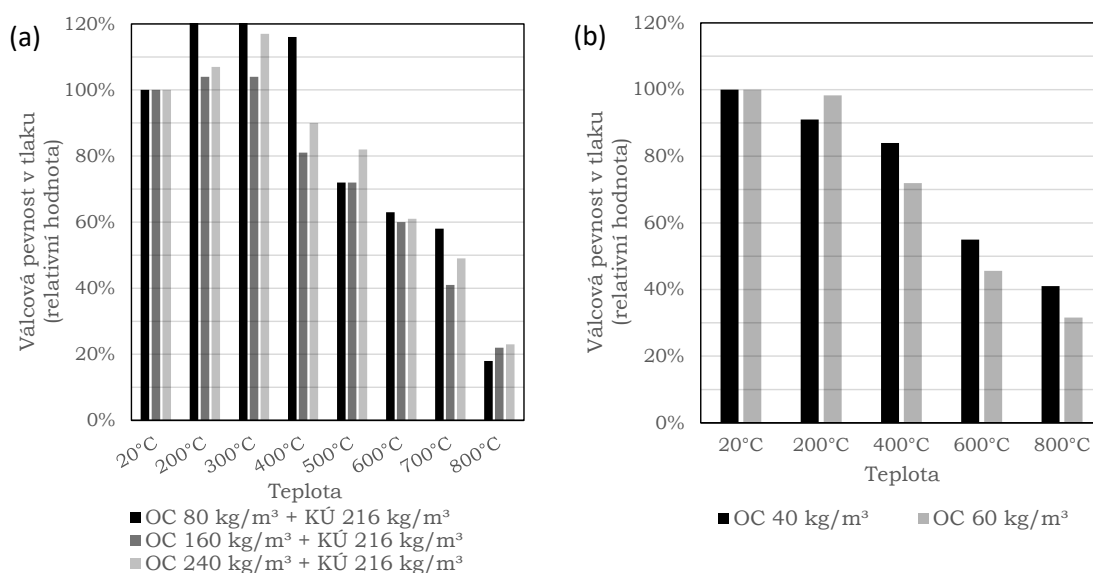 (a)
120%
100%
80%
60%
40%
20%
0%
Válcová pevnost v tlaku
(relativní hodnota)
20°C
200°C
300°C
400°C
500°C
600°C
700°C
800°C
Teplota
OC 80 kg/m³ + KÚ 216 kg/m³
OC 160 kg/m³ + KÚ 216 kg/m³
OC 240 kg/m³ + KÚ 216 kg/m³
(b)
120%
100%
80%
60%
40%
20%
0%
Válcová pevnost v tlaku
(relativní hodnota)
20°C
200°C
400°C
600°C
800°C
Teplota
OC 40 kg/m³
OC 60 kg/m³